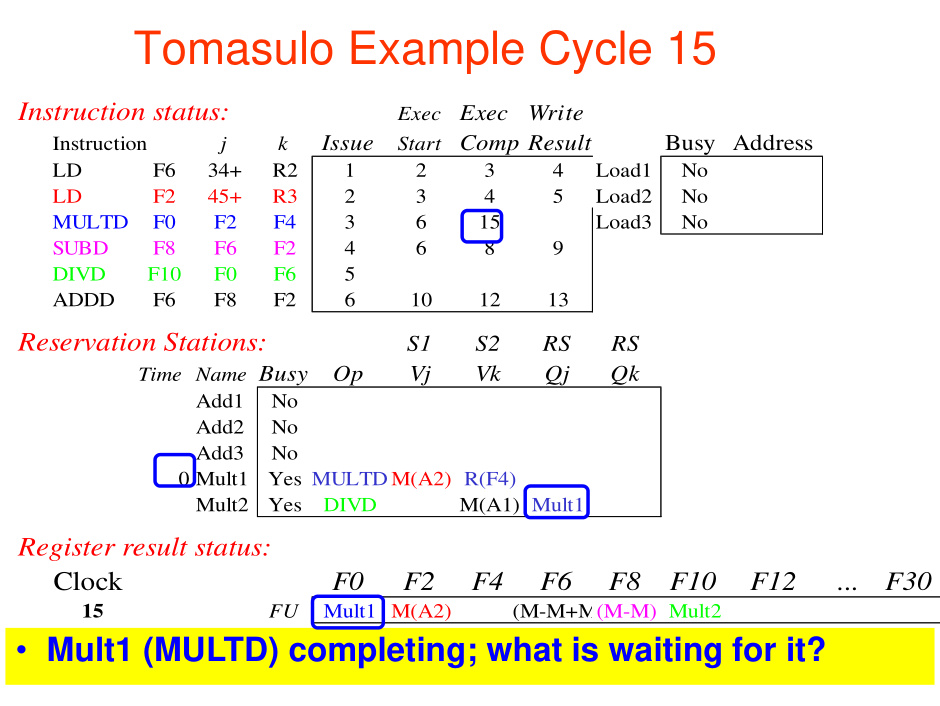 Tomasulo Example Cycle 15
Instruction status: Exec Exec Write
Instruction j k Issue Start Comp Result Busy Address
LD F6 34+ R2 1 2 3 4 Load1 No
LD F2 45+ R3 2 3 4 5 Load2 No
MULTD F0 F2 F4 3 6 15 Load3 No
SUBD F8 F6 F2 4 6 8 9
DIVD F10 F0 F6 5
ADDD F6 F8 F2 6 10 12 13
Reservation Stations: S1 S2 RS RS
Time Name Busy Op Vj Vk Qj Qk
Add1 No
Add2 No
Add3 No
0 Mult1 Yes MULTD M(A2) R(F4)
Mult2 Yes DIVD M(A1) Mult1
Register result status:
Clock F0 F2 F4 F6 F8 F10 F12 ... F30
15 FU Mult1 M(A2) (M-M+M (M-M) Mult2
• Mult1 (MULTD) completing; what is waiting for it?